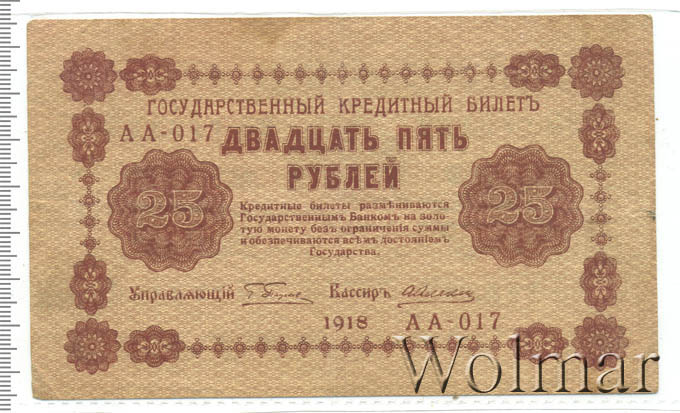 ГОСУДАРСТВЕННЫЙ КРЕДИТНЫЙ БИЛЕТЪ
АА-017 ДВАДЦАТЬ ПЯТЬ
РУБЛЕЙ
25
25
Кредитные билеты размѣниваются
Государственнымъ Банкомъ на золо-
тую монету безъ ограниченія суммы
и обезпечиваются всѣмъ достояніемъ
Государства.
Управляющій Кассиръ
1918 АА-017
Wolmar